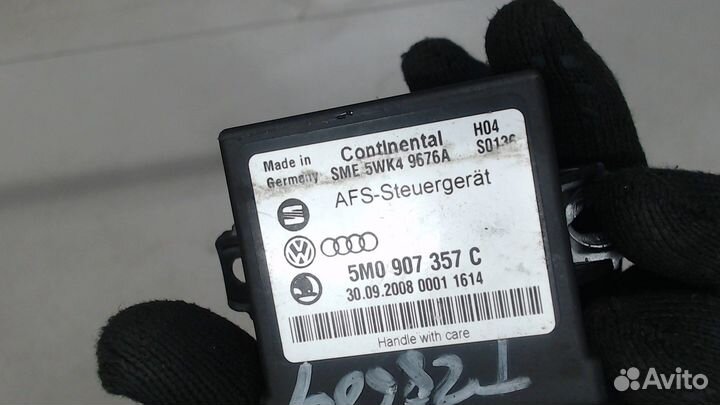 Made in Germany
Continental
SME 5WK4 9676A
H04
S0136
AFS-Steuergerät
5M0 907 357 C
30.09.2008 0001 1614
Handle with care
Avito